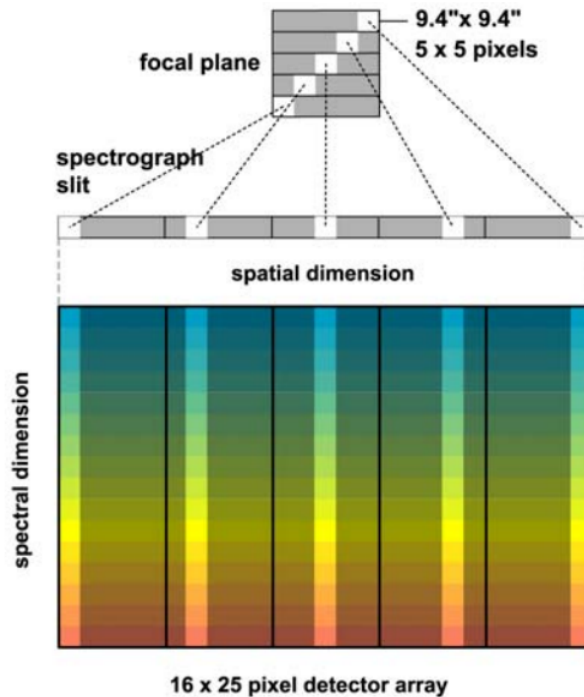 9.4"x 9.4"
5 x 5 pixels
focal plane
spectrograph
slit
spatial dimension
spectral dimension
16 x 25 pixel detector array